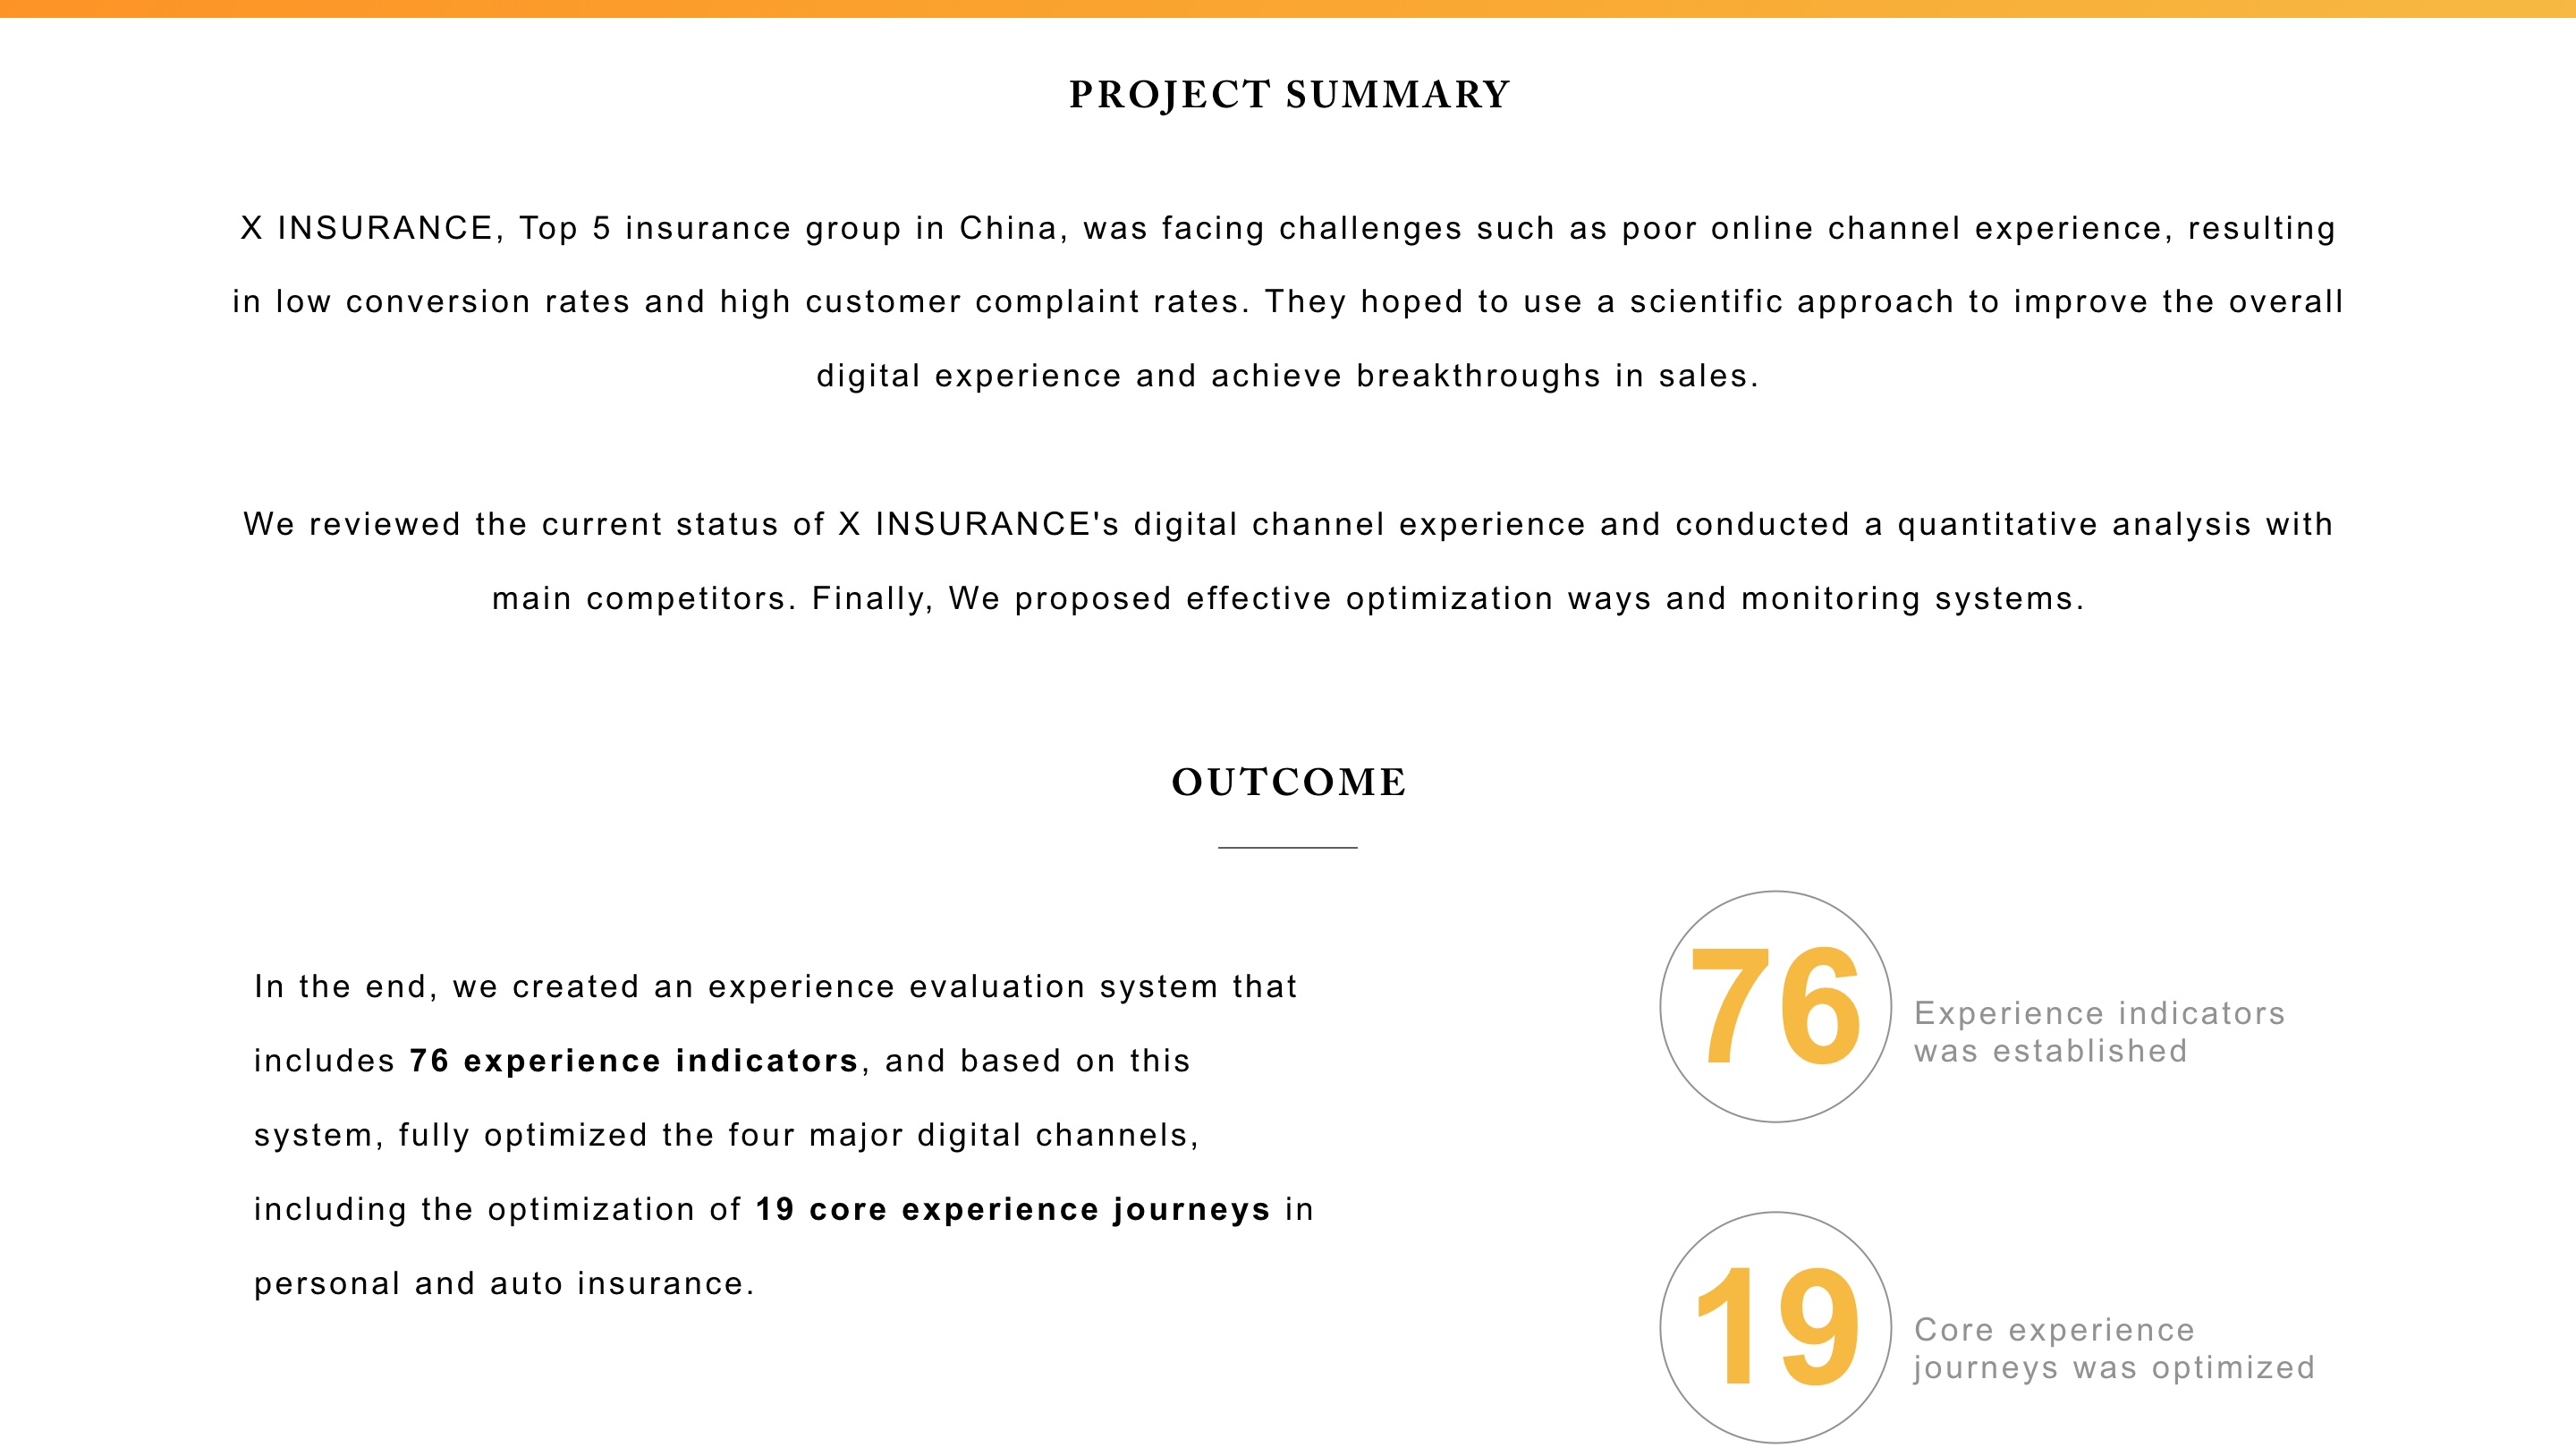 PROJECT SUMMARY
X INSURANCE, Top 5 insurance group in China, was facing challenges such as poor online channel experience, resulting
in low conversion rates and high customer complaint rates. They hoped to use a scientific approach to improve the overall
digital experience and achieve breakthroughs in sales.
We reviewed the current status of X INSURANCE's digital channel experience and conducted a quantitative analysis with
main competitors. Finally, We proposed effective optimization ways and monitoring systems.
OUTCOME
In the end, we created an experience evaluation system that
includes 76 experience indicators, and based on this
system, fully optimized the four major digital channels,
including the optimization of 19 core experience journeys in
personal and auto insurance.
76
Experience indicators
was established
19
Core experience
journeys was optimized